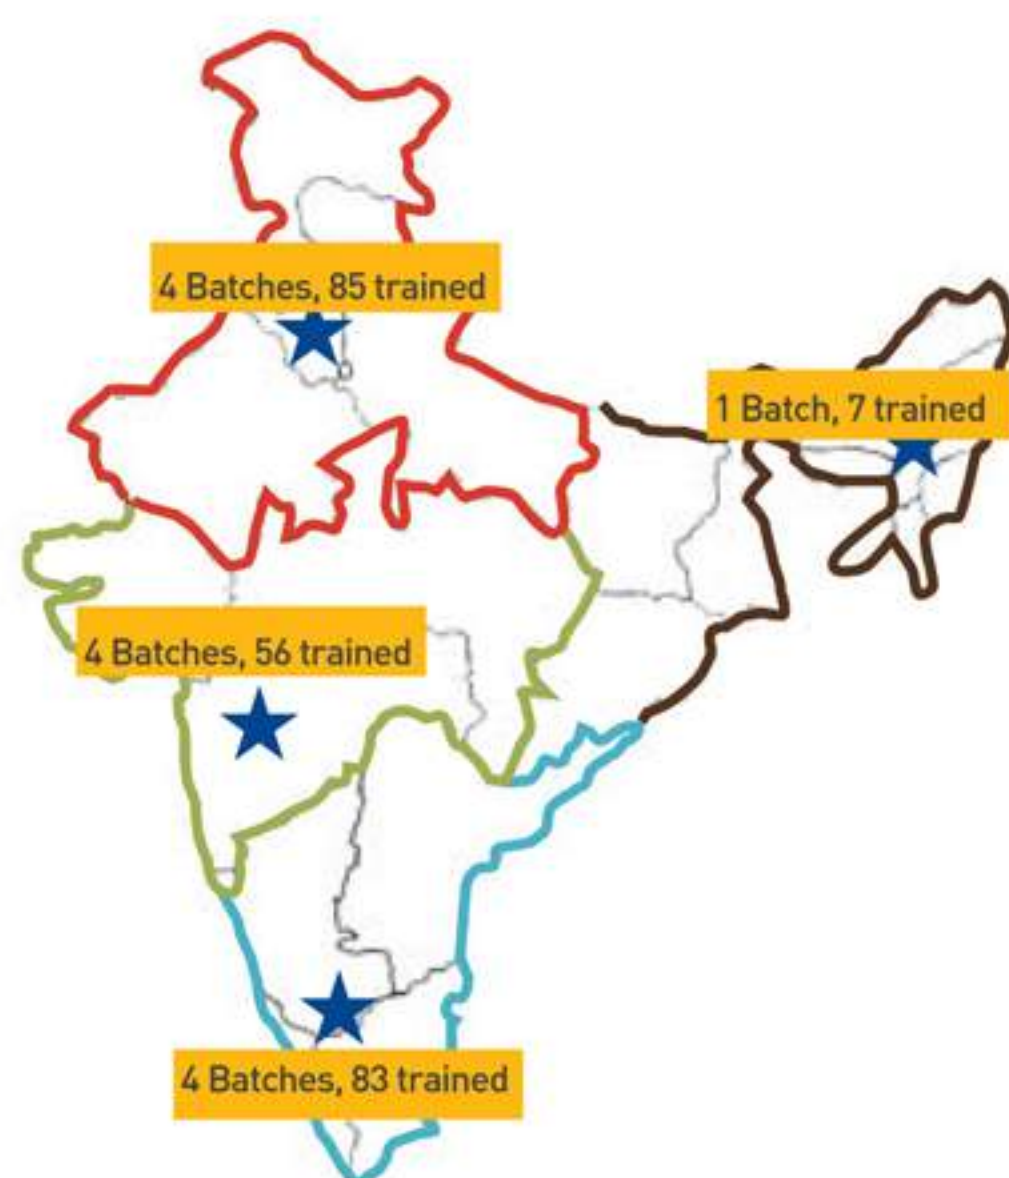 4 Batches, 85 trained
1 Batch, 7 trained
4 Batches, 56 trained
4 Batches, 83 trained